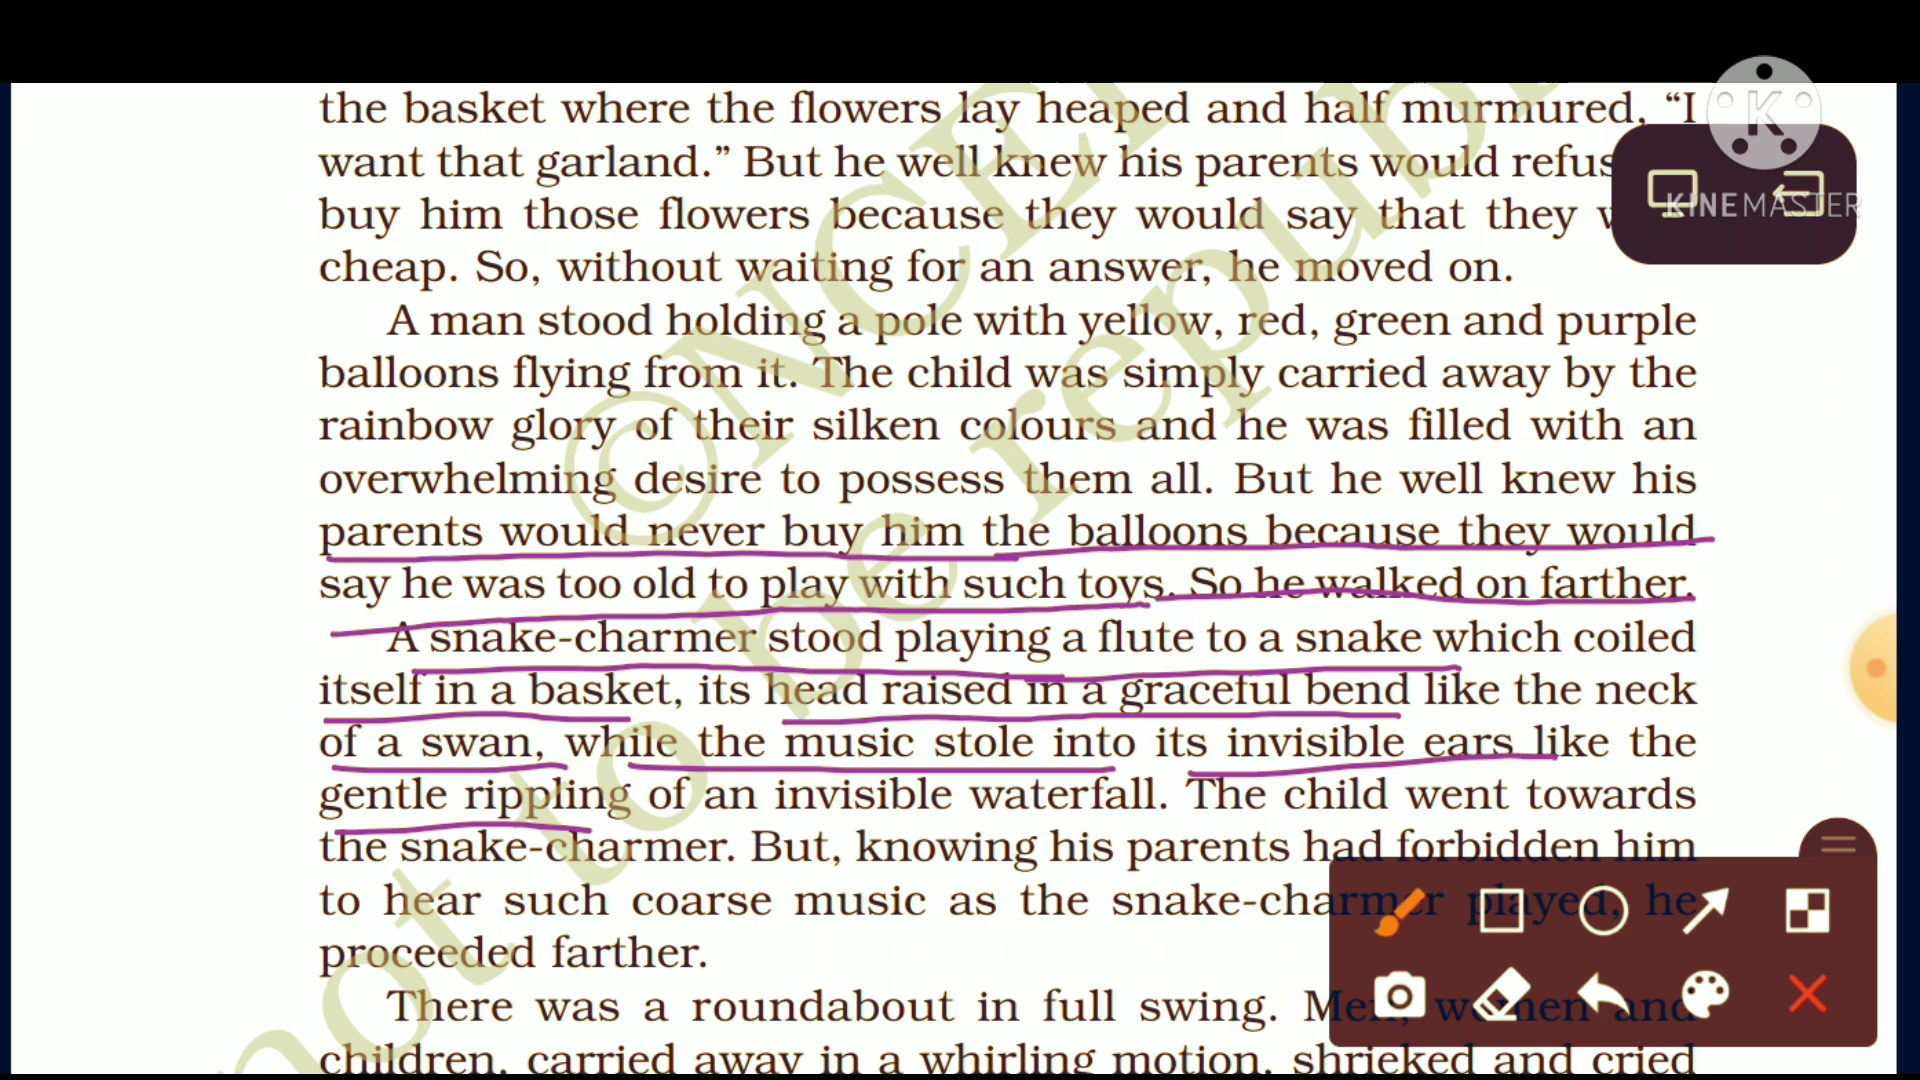 the basket where the flowers lay heaped and half murmured, “I
want that garland.” But he well knew his parents would
buy him those flowers because they would say that they
cheap. So, without waiting for an answer, he moved on.
A man stood holding a pole with yellow, red, green and purple
balloons flying from it. The child was simply carried away by the
rainbow glory of their silken colours and he was filled with an
overwhelming desire to possess them all. But he well knew his
parents would never buy him the balloons because they would
say he was too old to play with such toys. So he walked on farther.
A snake-charmer stood playing a flute to a snake which coiled
itself in a basket, its head raised in a graceful bend like the neck
of a swan, while the music stole into its invisible ears like the
gentle rippling of an invisible waterfall. The child went towards
the snake-charmer. But, knowing his parents had forbidden him
to hear such coarse music as the snake-charmer played, he
proceeded farther.
There was a roundabout in full swing. Men, women and
children, carried away in a whirling motion, shrieked and cried
K
KINEMASTER
©NCE
not to be republ